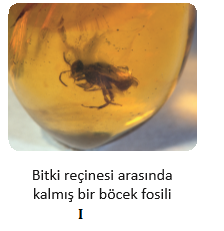 Bitki reçinesi arasında
kalmış bir böcek fosili
I